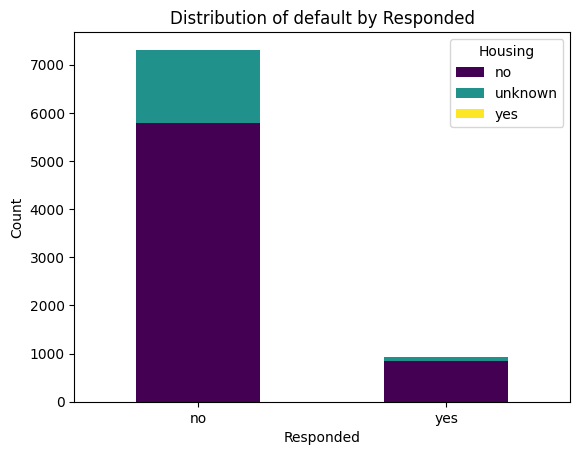 Distribution of default by Responded
Housing
no
unknown
yes
7000
6000
5000
4000
3000
2000
1000
0
Count
no
yes
Responded